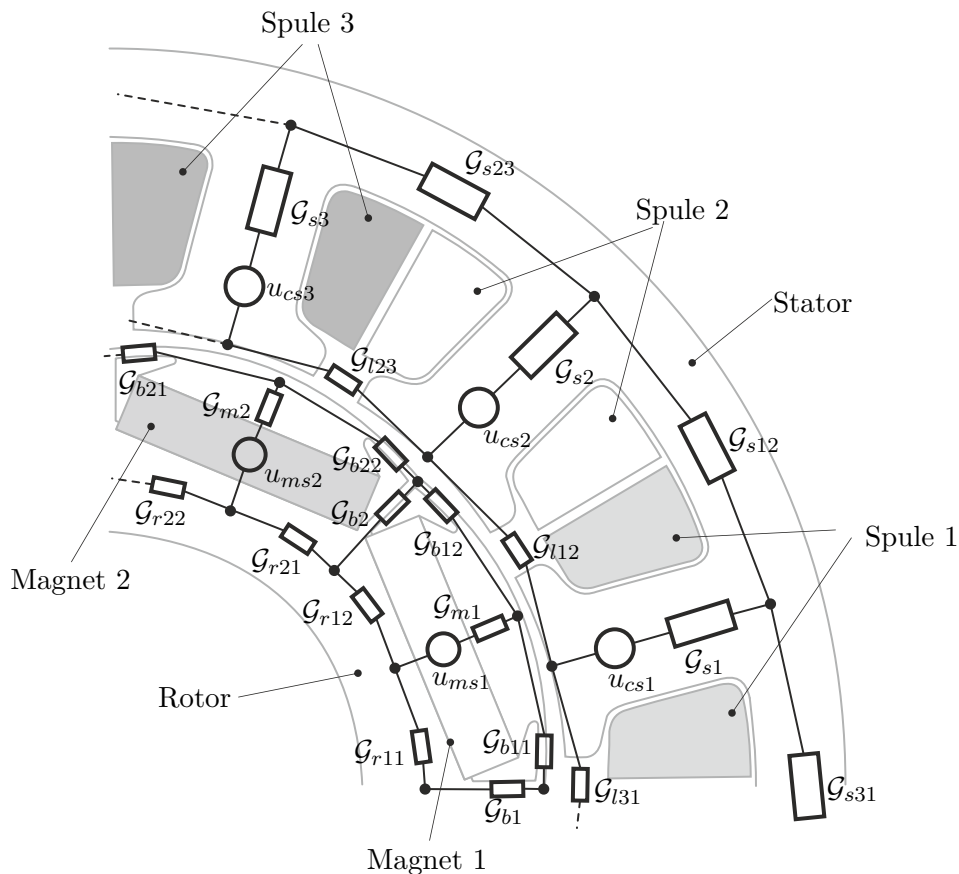 Spule 3
𝒢s23
Spule 2
𝒢s3
ucs3
Stator
𝒢l23
𝒢s2
𝒢b21
𝒢m2
ucs2
𝒢s12
𝒢b22
ums2
𝒢r22
𝒢b2
𝒢b12
𝒢l12
Spule 1
𝒢r21
Magnet 2
𝒢r12
𝒢m1
𝒢s1
ums1
ucs1
Rotor
𝒢r11
𝒢b11
𝒢l31
𝒢s31
𝒢b1
Magnet 1